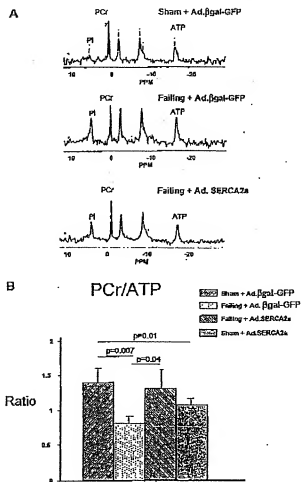 A
Sham + Ad.βgal-GFP
PCr
Pi
ATP
10 0 -10 -20
PPM
Failing + Ad.βgal-GFP
PCr
Pi
ATP
10 0 -10 -20
PPM
Failing + Ad. SERCA2a
PCr
Pi
ATP
10 0 -10 -20
PPM
B
PCr/ATP
Sham + Ad.βgal-GFP
Failing + Ad.βgal-GFP
Failing + Ad.SERCA2a
Sham + Ad.SERCA2a
p=0.01
p=0.007
p=0.04
Ratio
2
1.5
1
0.5
0